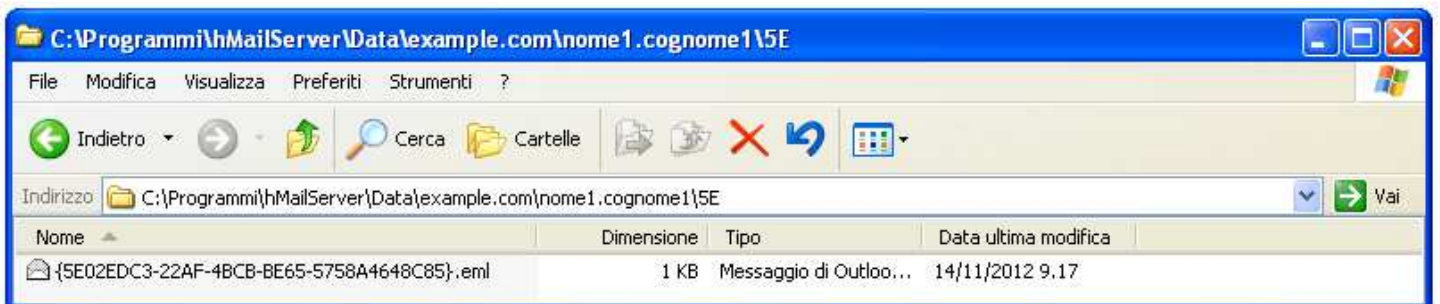 C:\Programmi\hMailServer\Data\example.com\nome1.cognome1\5E
File Modifica Visualizza Preferiti Strumenti ?
Indietro Cerca Cartelle
Indirizzo C:\Programmi\hMailServer\Data\example.com\nome1.cognome1\5E Vai
Nome Dimensione Tipo Data ultima modifica
{5E02EDC3-22AF-4BCB-BE65-5758A4648C85}.eml 1 KB Messaggio di Outloo... 14/11/2012 9.17